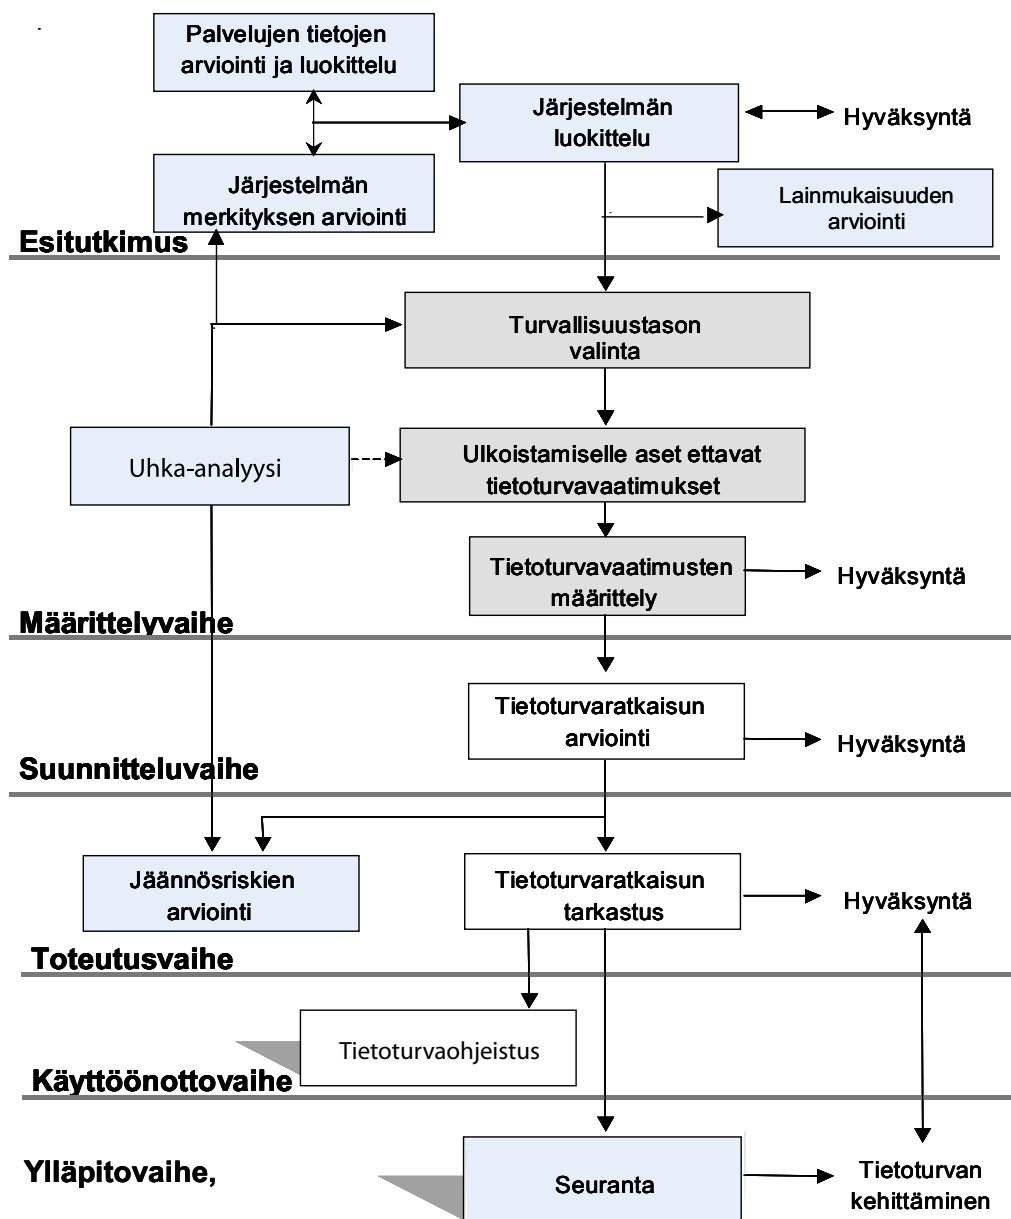 Palvelujen tietojen
arviointi ja luokittelu
Järjestelmän
luokittelu
Hyväksyntä
Järjestelmän
merkityksen arviointi
Lainmukaisuuden
arviointi
Esitutkimus
Turvallisuustason
valinta
Uhka-analyysi
Ulkoistamiselle aset ettavat
tietoturvavaatimukset
Tietoturvavaatimusten
määrittely
Hyväksyntä
Määrittelyvaihe
Tietoturvaratkaisun
arviointi
Hyväksyntä
Suunnitteluvaihe
Jäännösriskien
arviointi
Tietoturvaratkaisun
tarkastus
Hyväksyntä
Toteutusvaihe
Tietoturvaohjeistus
Käyttöönottovaihe
Ylläpitovaihe,
Seuranta
Tietoturvan
kehittäminen